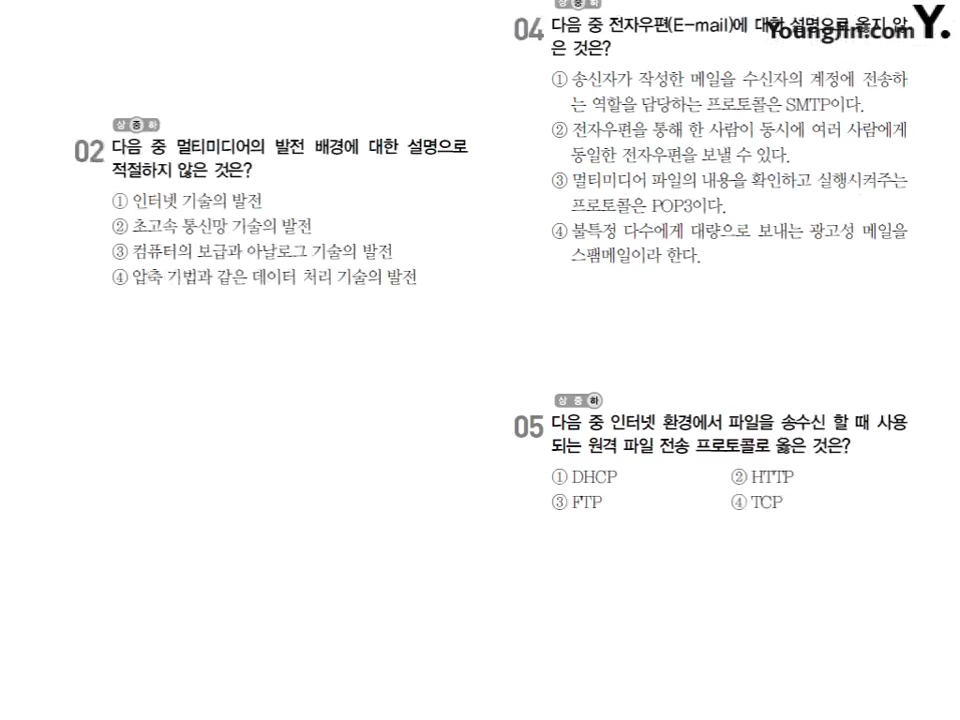 상 중 하
02 다음 중 멀티미디어의 발전 배경에 대한 설명으로
적절하지 않은 것은?
① 인터넷 기술의 발전
② 초고속 통신망 기술의 발전
③ 컴퓨터의 보급과 아날로그 기술의 발전
④ 압축 기법과 같은 데이터 처리 기술의 발전
상 중 하
Youngjin.com Y.
04 다음 중 전자우편(E-mail)에 대한 설명으로 옳지 않
은 것은?
① 송신자가 작성한 메일을 수신자의 계정에 전송하
는 역할을 담당하는 프로토콜은 SMTP이다.
② 전자우편을 통해 한 사람이 동시에 여러 사람에게
동일한 전자우편을 보낼 수 있다.
③ 멀티미디어 파일의 내용을 확인하고 실행시켜주는
프로토콜은 POP3이다.
④ 불특정 다수에게 대량으로 보내는 광고성 메일을
스팸메일이라 한다.
상 중 하
05 다음 중 인터넷 환경에서 파일을 송수신 할 때 사용
되는 원격 파일 전송 프로토콜로 옳은 것은?
① DHCP ② HTTP
③ FTP ④ TCP